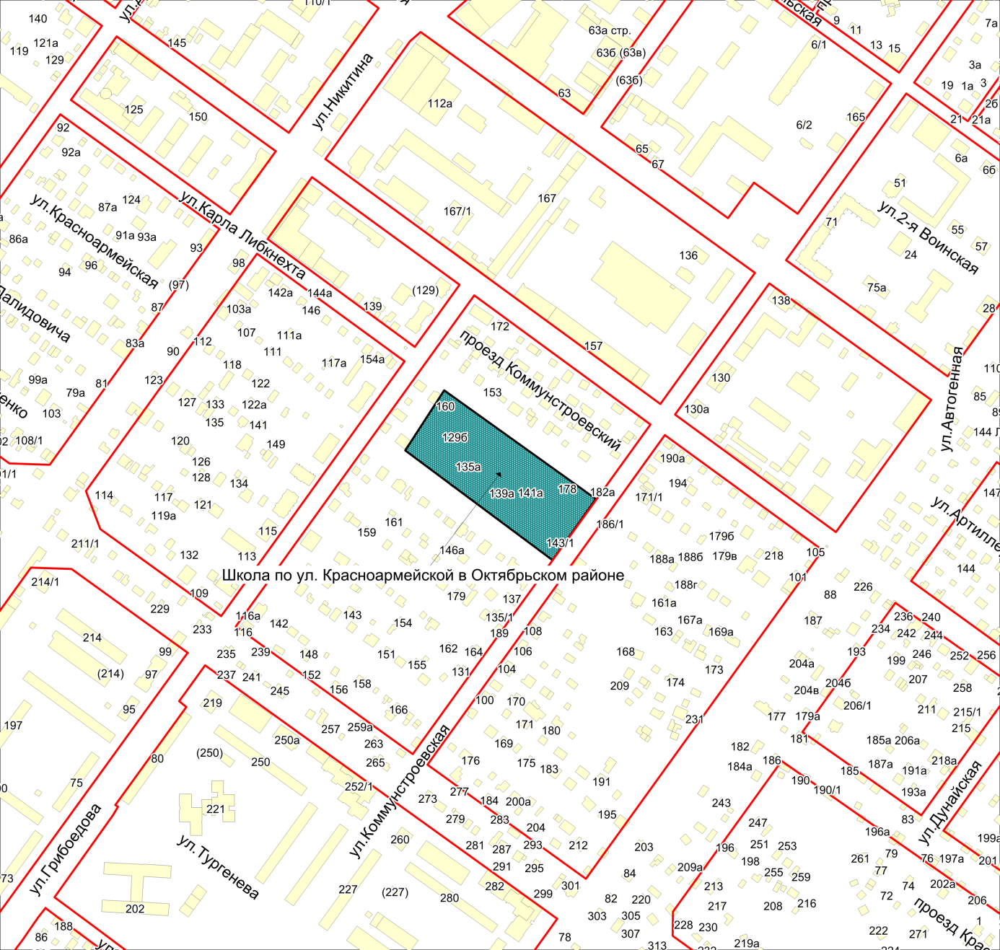 140
121а
119
129
145
110/1
ул.Никитина
63а стр.
63б (63в)
(63б)
63
9
11
13
15
6/1
7а
3а
19
1а
3
2б
21
21а
125
150
112а
165
6/2
65
67
92
92а
ул.Красноармейская
87а
124
91а
93а
86а
96
94
93
(97)
87
ул.Карла Либкнехта
98
142а
144а
146
103а
139
(129)
167/1
167
136
6а
6б
51
71
ул.2-я Воинская
55
57
24
75а
138
28
83а
90
112
107
111а
111
118
117а
154а
172
проезд Коммунстроевский
157
153
130
130а
ул.Автогенная
85
99а
79а
81
103
108/1
123
122
127
133
122а
135
141
149
120
126
128
134
160
129б
135а
139а
141а
178
182а
143/1
186/1
190а
194
171/1
144
147
ул.Артилле
114
117
119а
121
115
211/1
132
113
109
159
161
146а
Школа по ул. Красноармейской в Октябрьском районе
179б
188а
188б
179в
218
105
101
144
214/1
229
116а
116
142
143
154
179
137
135/1
189
108
188г
161а
167а
163
169а
88
226
187
236
240
234
242
244
214
(214)
99
97
95
233
235
239
237
241
245
148
152
156
158
151
155
162
164
131
166
106
104
100
170
168
209
174
173
193
204а
204б
204в
206/1
199
246
252
256
207
258
211
215/1
215
197
219
250а
(250)
250
80
75
221
257
259а
263
265
252/1
171
180
169
175
183
176
191
231
177
179а
181
182
184а
186
190
190/1
185
185а
206а
187а
191а
218а
193а
83
ул.Дунайская
ул.Коммунстроевская
273
277
184
200а
279
283
204
195
281
287
293
212
291
295
203
243
247
251
253
196
198
255
259
209а
196а
79
76
197а
199а
201
261
77
74
202а
206
ул.Грибоедова
ул.Тургенева
73
202
188
86
260
227
(227)
280
282
299
301
84
82
220
303
305
307
78
313
213
217
208
216
228
230
219а
72
222
271
1
проезд Крас